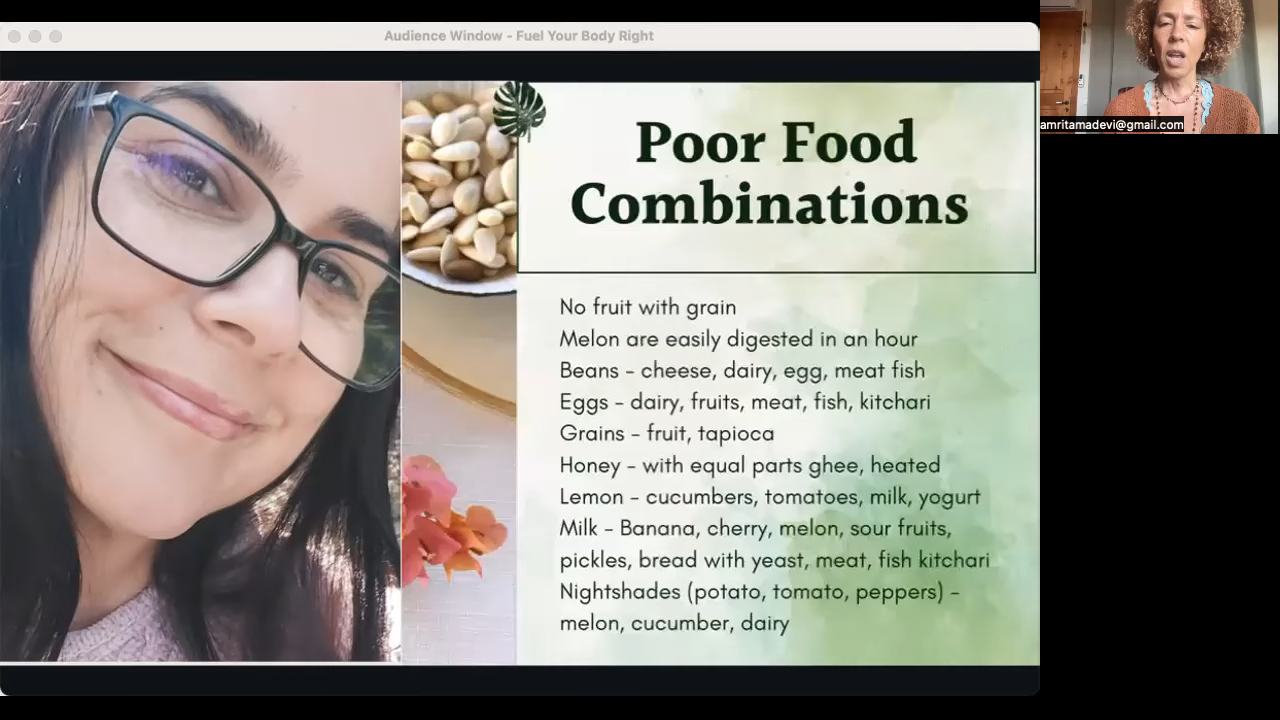 Audience Window - Fuel Your Body Right
amritamadevi@gmail.com
Poor Food
Combinations
No fruit with grain
Melon are easily digested in an hour
Beans - cheese, dairy, egg, meat fish
Eggs - dairy, fruits, meat, fish, kitchari
Grains - fruit, tapioca
Honey - with equal parts ghee, heated
Lemon - cucumbers, tomatoes, milk, yogurt
Milk - Banana, cherry, melon, sour fruits,
pickles, bread with yeast, meat, fish kitchari
Nightshades (potato, tomato, peppers) -
melon, cucumber, dairy